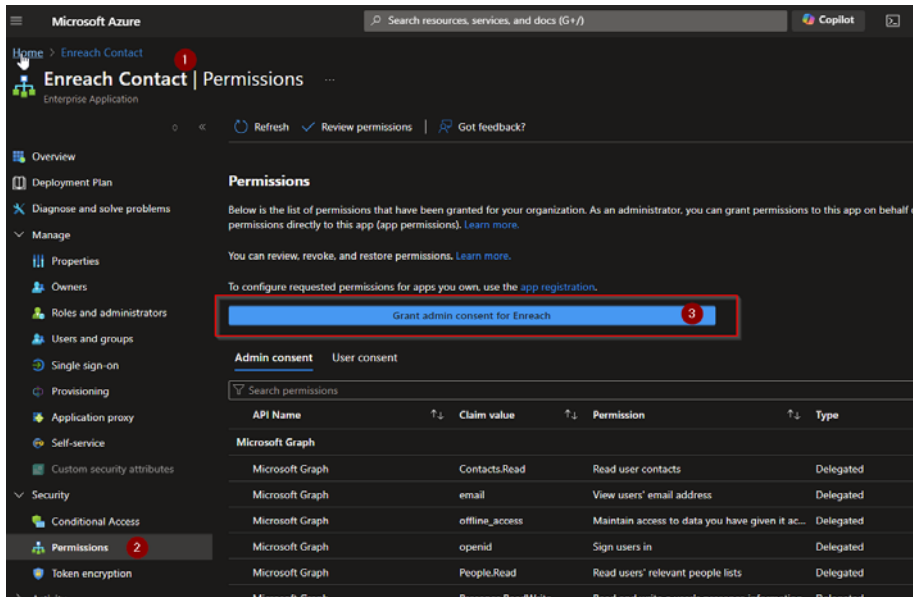 Microsoft Azure
Search resources, services, and docs (G+/)
Copilot
Home > Enreach Contact
1
Enreach Contact | Permissions ...
Enterprise Application
Refresh
Review permissions
Got feedback?
Overview
Deployment Plan
Diagnose and solve problems
Manage
Properties
Owners
Roles and administrators
Users and groups
Single sign-on
Provisioning
Application proxy
Self-service
Custom security attributes
Security
Conditional Access
Permissions 2
Token encryption
Permissions
Below is the list of permissions that have been granted for your organization. As an administrator, you can grant permissions to this app on behalf
permissions directly to this app (app permissions). Learn more.
You can review, revoke, and restore permissions. Learn more.
To configure requested permissions for apps you own, use the app registration.
Grant admin consent for Enreach 3
Admin consent User consent
Search permissions
API Name Claim value Permission Type
Microsoft Graph
Microsoft Graph Contacts.Read Read user contacts Delegated
Microsoft Graph email View users' email address Delegated
Microsoft Graph offline_access Maintain access to data you have given it ac... Delegated
Microsoft Graph openid Sign users in Delegated
Microsoft Graph People.Read Read users' relevant people lists Delegated